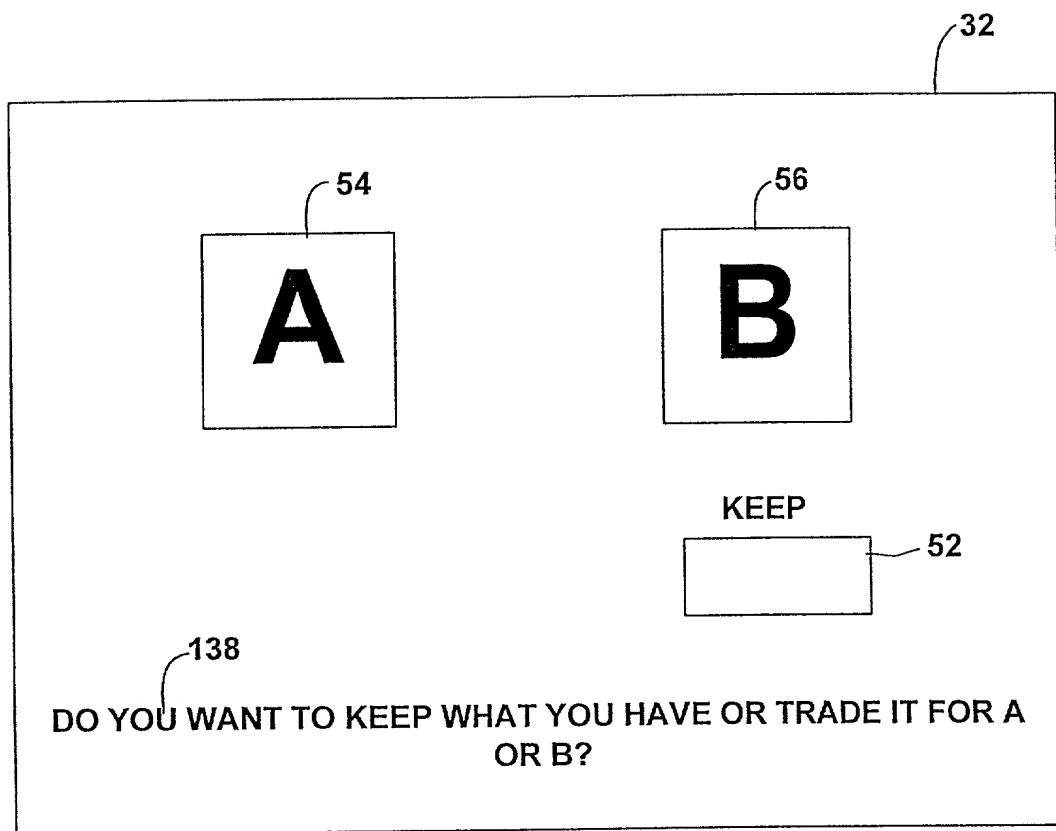 32
54
56
A
B
KEEP
52
138
DO YOU WANT TO KEEP WHAT YOU HAVE OR TRADE IT FOR A
OR B?